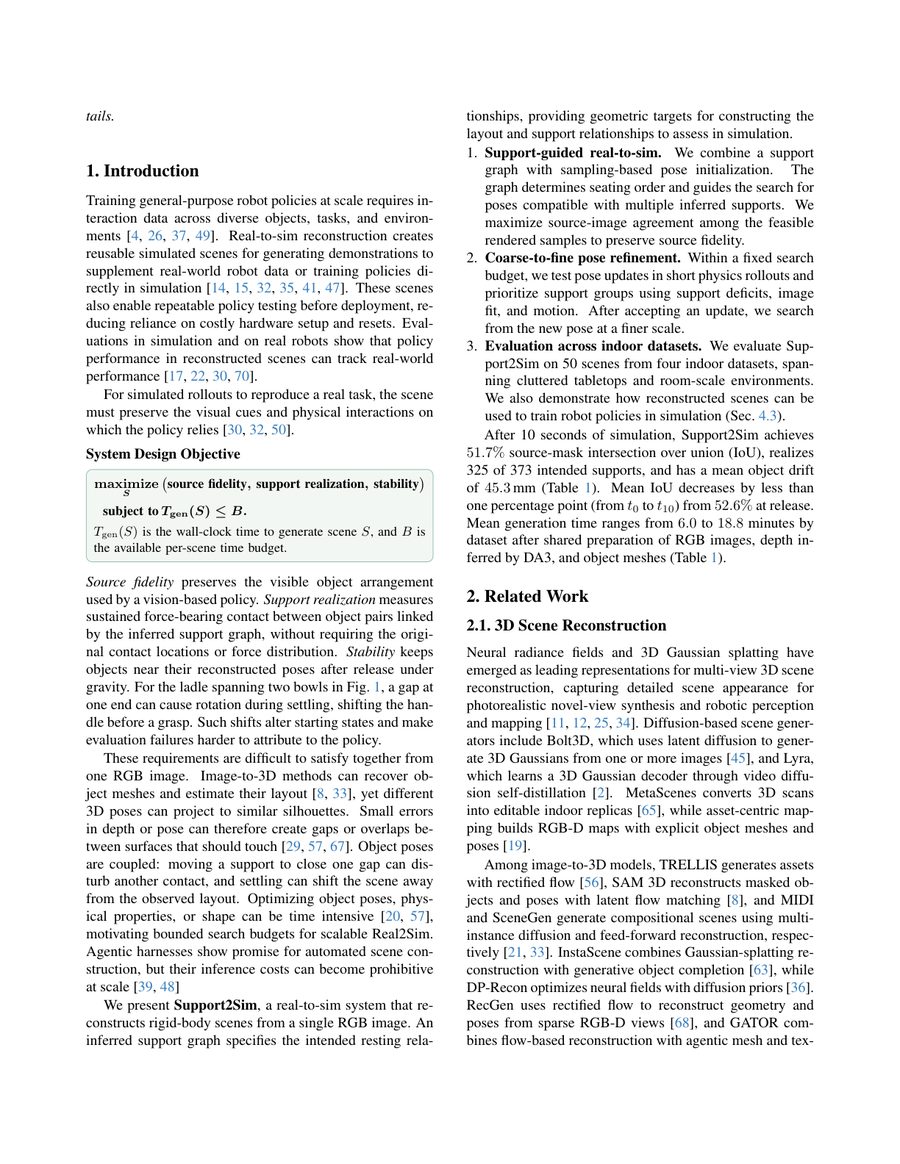 tails.
1. Introduction
Training general-purpose robot policies at scale requires in-
teraction data across diverse objects, tasks, and environ-
ments [4, 26, 37, 49]. Real-to-sim reconstruction creates
reusable simulated scenes for generating demonstrations to
supplement real-world robot data or training policies di-
rectly in simulation [14, 15, 32, 35, 41, 47]. These scenes
also enable repeatable policy testing before deployment, re-
ducing reliance on costly hardware setup and resets. Eval-
uations in simulation and on real robots show that policy
performance in reconstructed scenes can track real-world
performance [17, 22, 30, 70].
For simulated rollouts to reproduce a real task, the scene
must preserve the visual cues and physical interactions on
which the policy relies [30, 32, 50].
System Design Objective
maximize (source fidelity, support realization, stability)
S
subject to T_gen(S) ≤ B.
T_gen(S) is the wall-clock time to generate scene S, and B is
the available per-scene time budget.
Source fidelity preserves the visible object arrangement
used by a vision-based policy. Support realization measures
sustained force-bearing contact between object pairs linked
by the inferred support graph, without requiring the origi-
nal contact locations or force distribution. Stability keeps
objects near their reconstructed poses after release under
gravity. For the ladle spanning two bowls in Fig. 1, a gap at
one end can cause rotation during settling, shifting the han-
dle before a grasp. Such shifts alter starting states and make
evaluation failures harder to attribute to the policy.
These requirements are difficult to satisfy together from
one RGB image. Image-to-3D methods can recover ob-
ject meshes and estimate their layout [8, 33], yet different
3D poses can project to similar silhouettes. Small errors
in depth or pose can therefore create gaps or overlaps be-
tween surfaces that should touch [29, 57, 67]. Object poses
are coupled: moving a support to close one gap can dis-
turb another contact, and settling can shift the scene away
from the observed layout. Optimizing object poses, phys-
ical properties, or shape can be time intensive [20, 57],
motivating bounded search budgets for scalable Real2Sim.
Agentic harnesses show promise for automated scene con-
struction, but their inference costs can become prohibitive
at scale [39, 48]
We present Support2Sim, a real-to-sim system that re-
constructs rigid-body scenes from a single RGB image. An
inferred support graph specifies the intended resting rela-
tionships, providing geometric targets for constructing the
layout and support relationships to assess in simulation.
1. Support-guided real-to-sim. We combine a support
graph with sampling-based pose initialization. The
graph determines seating order and guides the search for
poses compatible with multiple inferred supports. We
maximize source-image agreement among the feasible
rendered samples to preserve source fidelity.
2. Coarse-to-fine pose refinement. Within a fixed search
budget, we test pose updates in short physics rollouts and
prioritize support groups using support deficits, image
fit, and motion. After accepting an update, we search
from the new pose at a finer scale.
3. Evaluation across indoor datasets. We evaluate Sup-
port2Sim on 50 scenes from four indoor datasets, span-
ning cluttered tabletops and room-scale environments.
We also demonstrate how reconstructed scenes can be
used to train robot policies in simulation (Sec. 4.3).
After 10 seconds of simulation, Support2Sim achieves
51.7% source-mask intersection over union (IoU), realizes
325 of 373 intended supports, and has a mean object drift
of 45.3 mm (Table 1). Mean IoU decreases by less than
one percentage point (from t0 to t10) from 52.6% at release.
Mean generation time ranges from 6.0 to 18.8 minutes by
dataset after shared preparation of RGB images, depth in-
ferred by DA3, and object meshes (Table 1).
2. Related Work
2.1. 3D Scene Reconstruction
Neural radiance fields and 3D Gaussian splatting have
emerged as leading representations for multi-view 3D scene
reconstruction, capturing detailed scene appearance for
photorealistic novel-view synthesis and robotic perception
and mapping [11, 12, 25, 34]. Diffusion-based scene gener-
ators include Bolt3D, which uses latent diffusion to gener-
ate 3D Gaussians from one or more images [45], and Lyra,
which learns a 3D Gaussian decoder through video diffu-
sion self-distillation [2]. MetaScenes converts 3D scans
into editable indoor replicas [65], while asset-centric map-
ping builds RGB-D maps with explicit object meshes and
poses [19].
Among image-to-3D models, TRELLIS generates assets
with rectified flow [56], SAM 3D reconstructs masked ob-
jects and poses with latent flow matching [8], and MIDI
and SceneGen generate compositional scenes using multi-
instance diffusion and feed-forward reconstruction, respec-
tively [21, 33]. InstaScene combines Gaussian-splatting re-
construction with generative object completion [63], while
DP-Recon optimizes neural fields with diffusion priors [36].
RecGen uses rectified flow to reconstruct geometry and
poses from sparse RGB-D views [68], and GATOR com-
bines flow-based reconstruction with agentic mesh and tex-